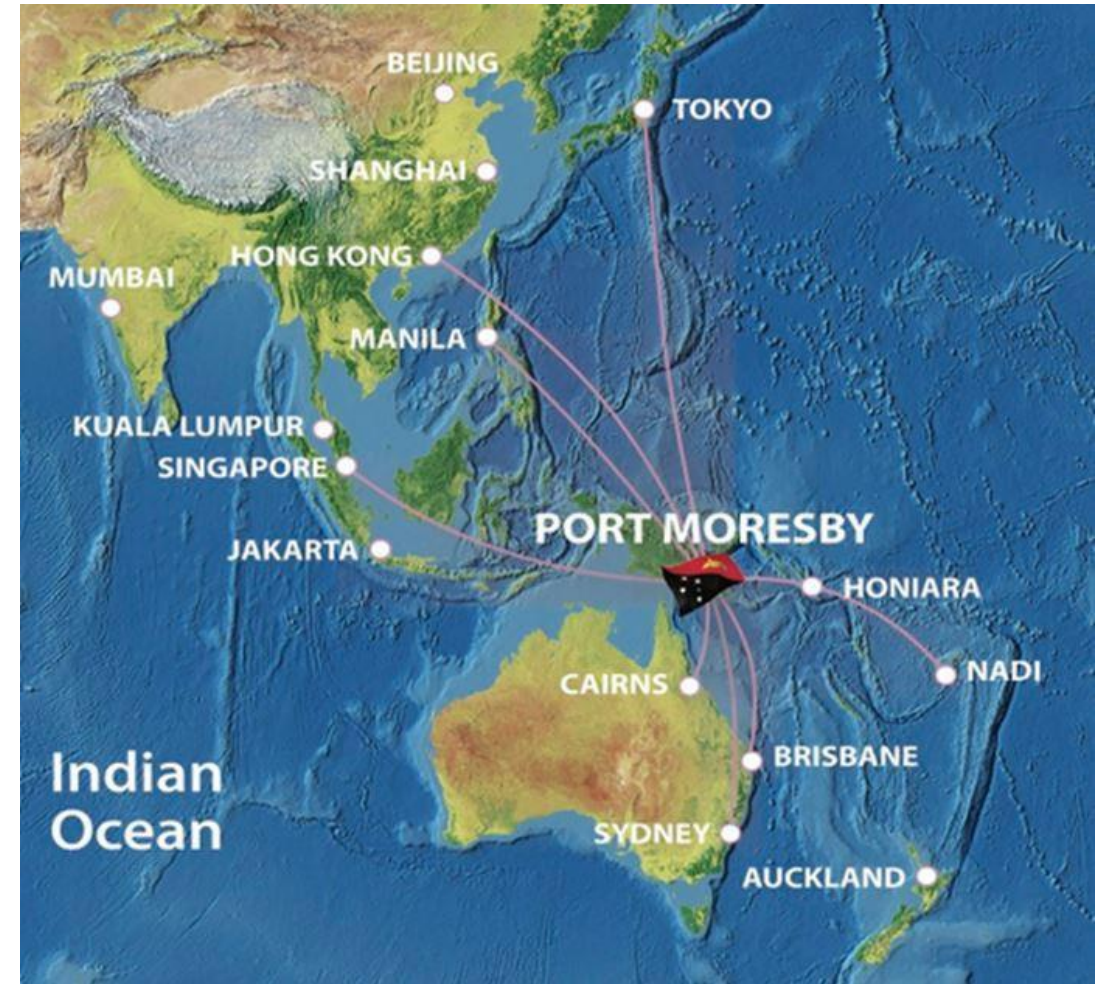 BEIJING
TOKYO
SHANGHAI
HONG KONG
MUMBAI
MANILA
KUALA LUMPUR
SINGAPORE
PORT MORESBY
JAKARTA
HONIARA
NADI
CAIRNS
BRISBANE
Indian
Ocean
SYDNEY
AUCKLAND